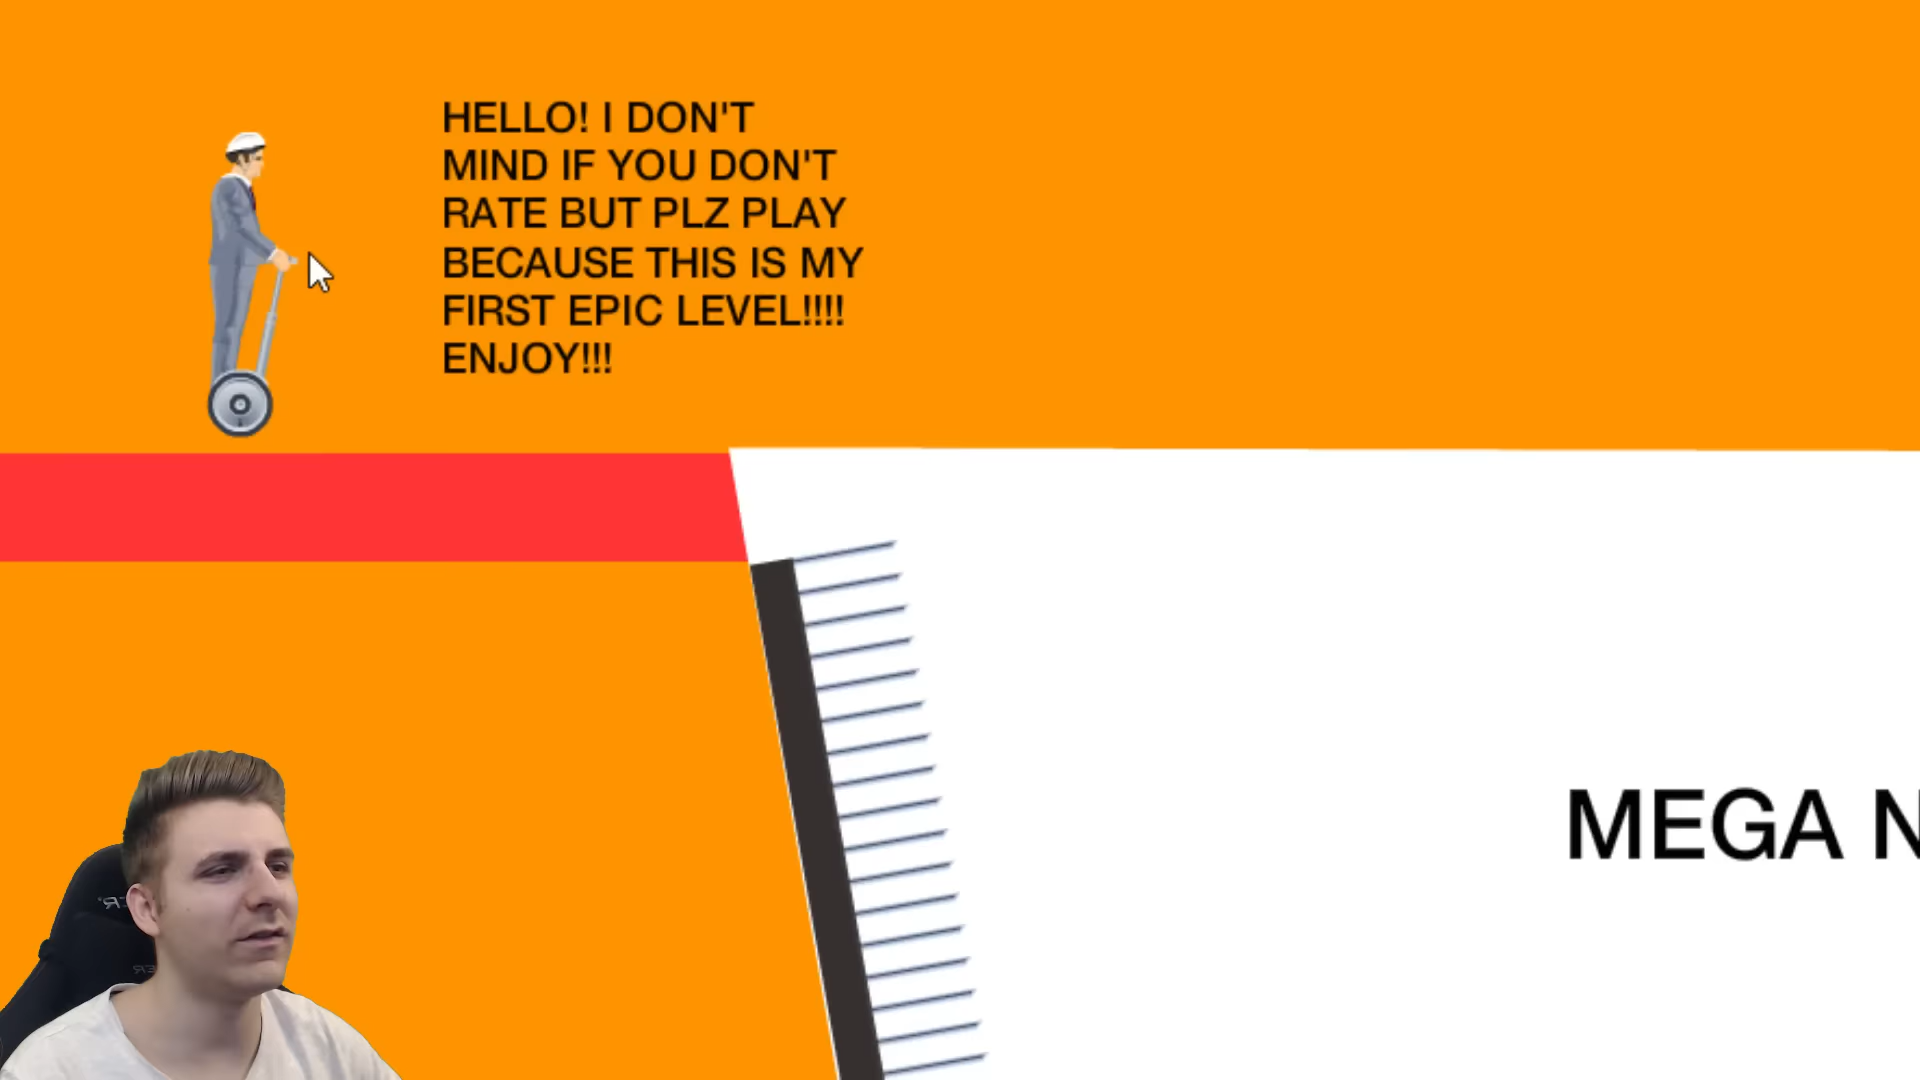 HELLO! I DON'T
MIND IF YOU DON'T
RATE BUT PLZ PLAY
BECAUSE THIS IS MY
FIRST EPIC LEVEL!!!!
ENJOY!!!
MEGA